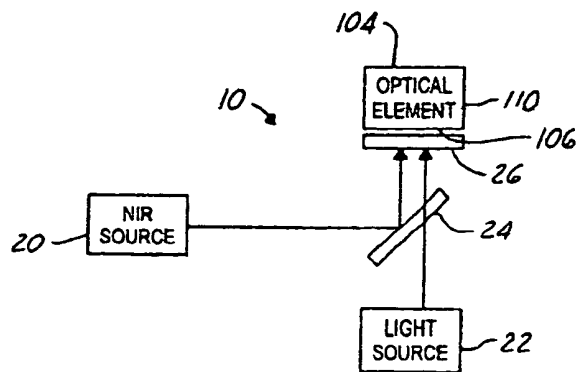 104
OPTICAL
ELEMENT
110
10
106
26
NIR
SOURCE
20
24
LIGHT
SOURCE
22